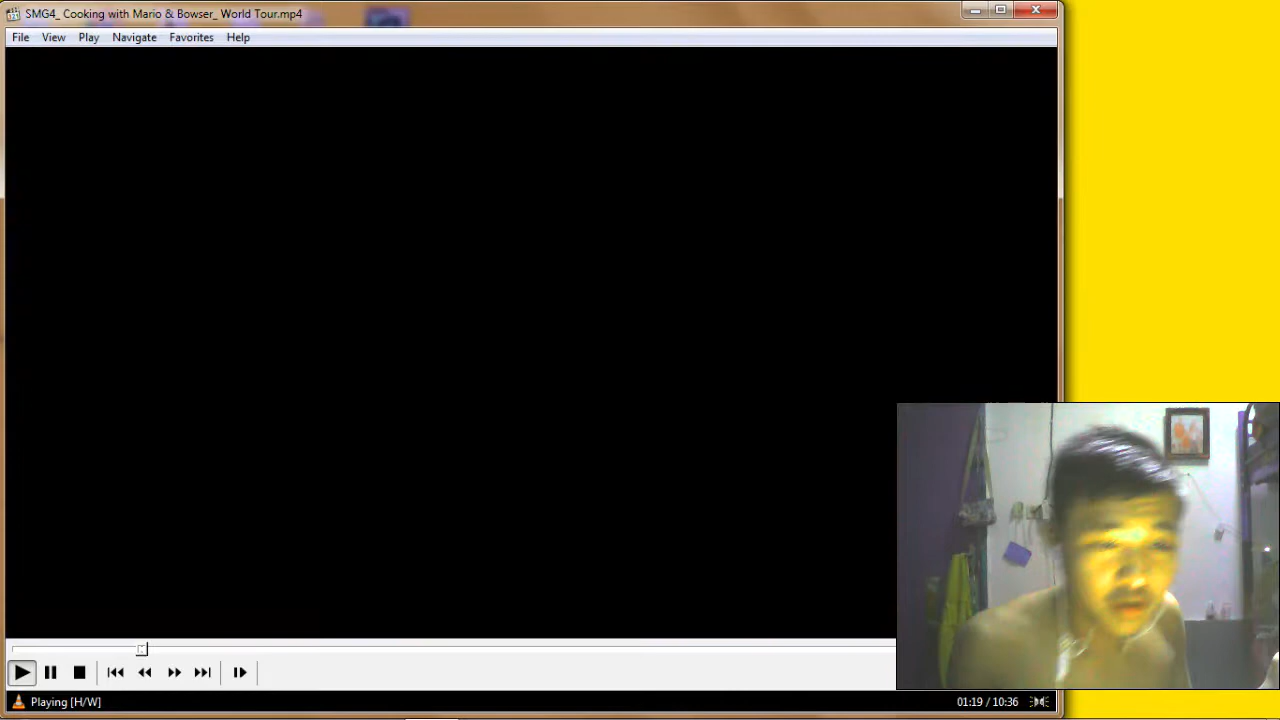 SMG4_ Cooking with Mario & Bowser_ World Tour.mp4
File View Play Navigate Favorites Help
Playing [H/W] 01:19 / 10:36